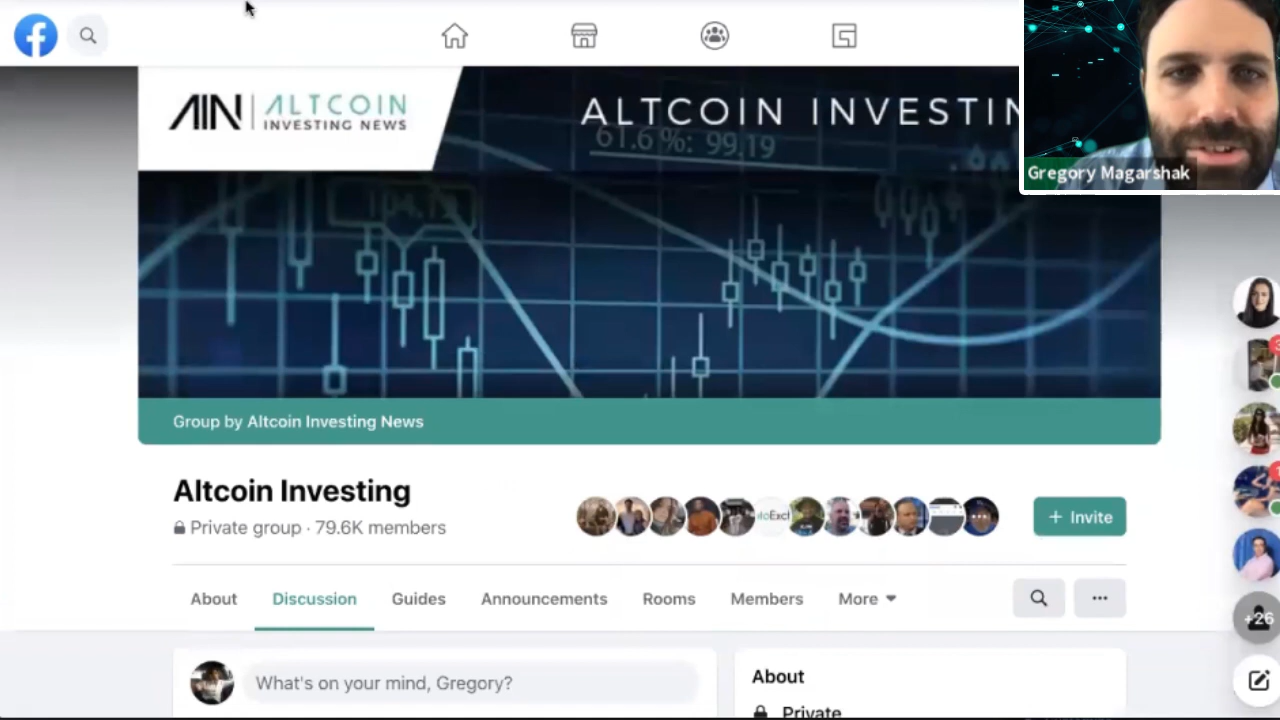 AIN ALTCOIN
INVESTING NEWS
ALTCOIN INVESTIN
61.6%: 99.19
Gregory Magarshak
Group by Altcoin Investing News
Altcoin Investing
Private group · 79.6K members
+ Invite
About Discussion Guides Announcements Rooms Members More
+26
What's on your mind, Gregory?
About
Private